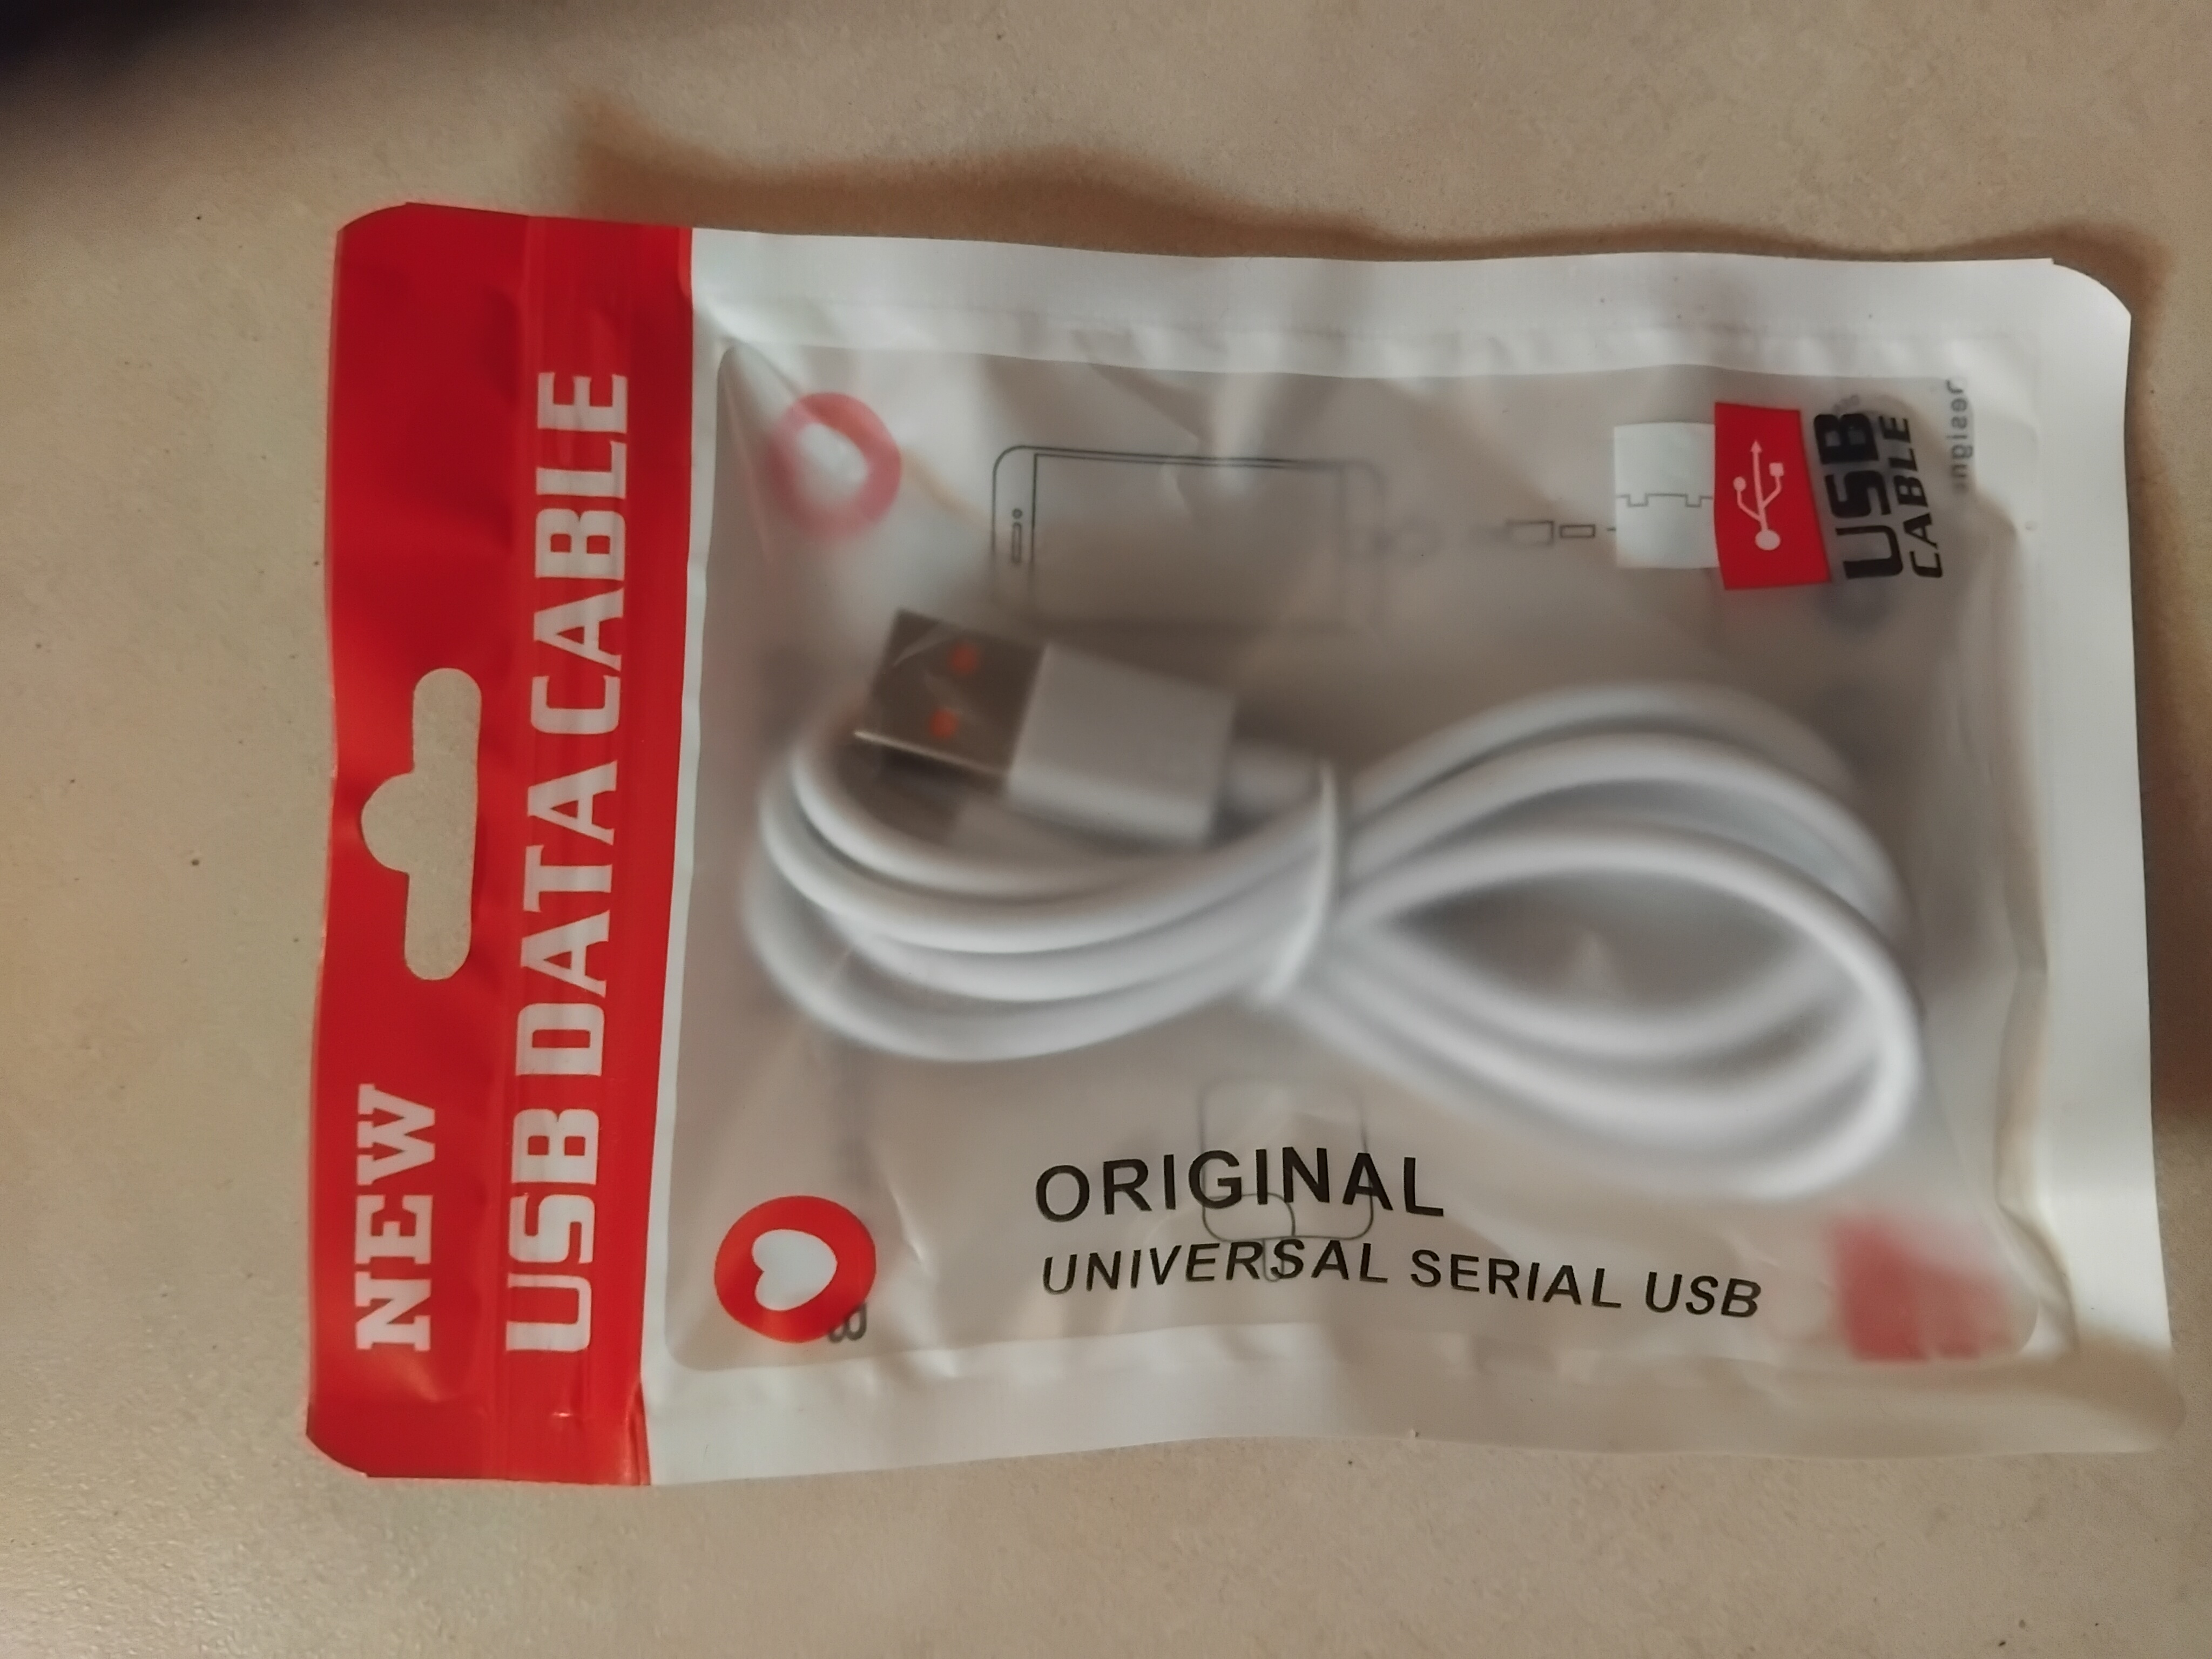 NEW
USB DATA CABLE
USB
CABLE
ORIGINAL
UNIVERSAL SERIAL USB